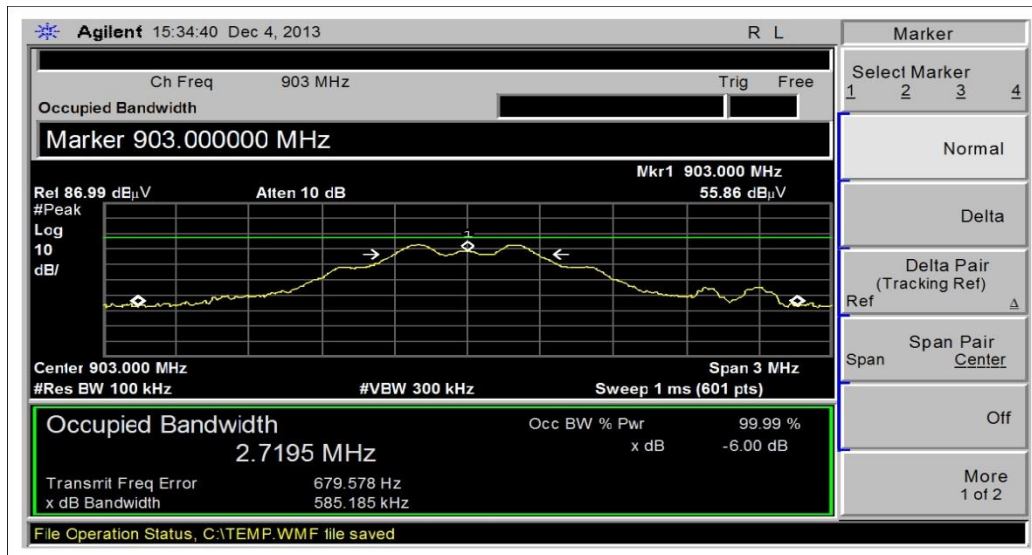 Agilent 15:34:40 Dec 4, 2013 R L
Ch Freq 903 MHz Trig Free
Occupied Bandwidth
Marker 903.000000 MHz
Mkr1 903.000 MHz
Ref 86.99 dBµV Atten 10 dB 55.86 dBµV
#Peak
Log
10
dB/
1
Center 903.000 MHz Span 3 MHz
#Res BW 100 kHz #VBW 300 kHz Sweep 1 ms (601 pts)
Occupied Bandwidth Occ BW % Pwr 99.99 %
2.7195 MHz x dB -6.00 dB
Transmit Freq Error 679.578 Hz
x dB Bandwidth 585.185 kHz
File Operation Status, C:\TEMP.WMF file saved
Marker
Select Marker
1 2 3 4
Normal
Delta
Delta Pair
(Tracking Ref)
Ref Δ
Span Pair
Span Center
Off
More
1 of 2